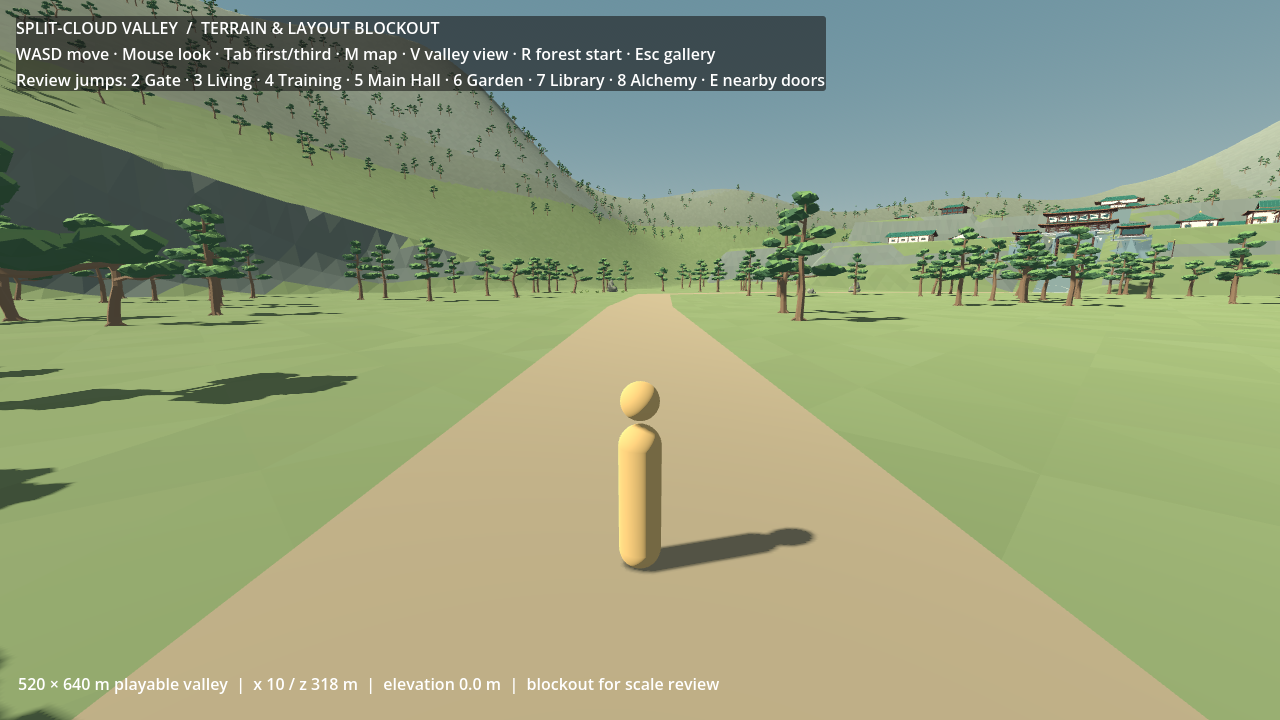 SPLIT-CLOUD VALLEY / TERRAIN & LAYOUT BLOCKOUT
WASD move · Mouse look · Tab first/third · M map · V valley view · R forest start · Esc gallery
Review jumps: 2 Gate · 3 Living · 4 Training · 5 Main Hall · 6 Garden · 7 Library · 8 Alchemy · E nearby doors
520 × 640 m playable valley | x 10 / z 318 m | elevation 0.0 m | blockout for scale review